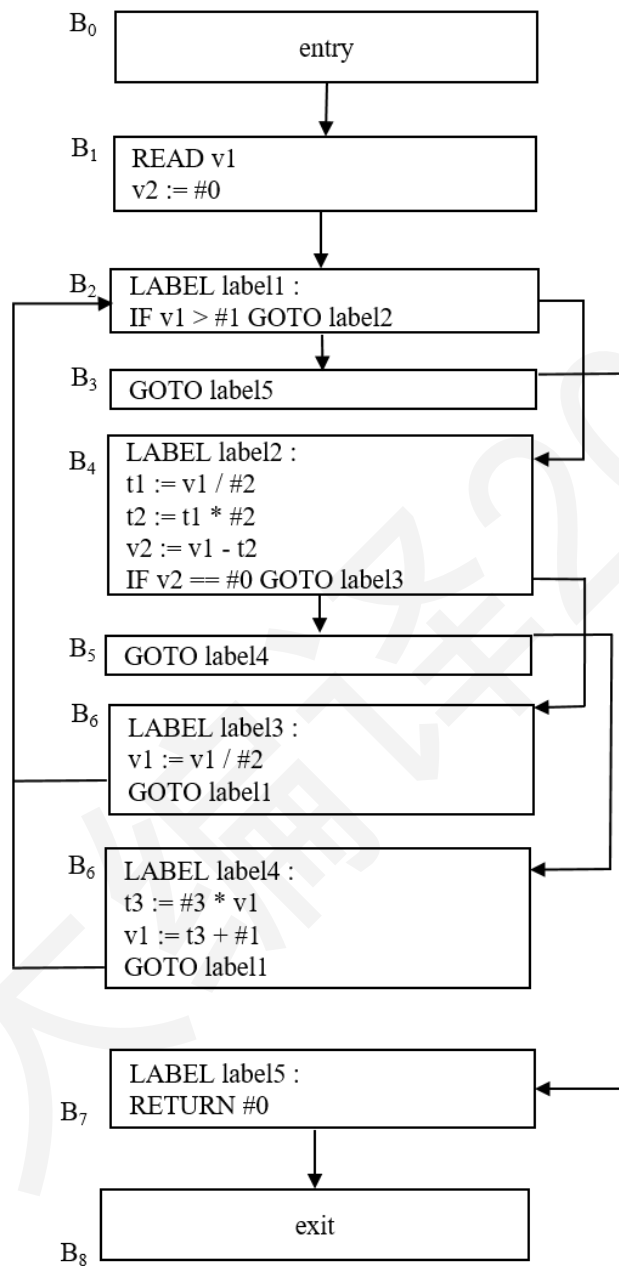 B0
entry
B1
READ v1
v2 := #0
B2
LABEL label1 :
IF v1 > #1 GOTO label2
B3
GOTO label5
B4
LABEL label2 :
t1 := v1 / #2
t2 := t1 * #2
v2 := v1 - t2
IF v2 == #0 GOTO label3
B5
GOTO label4
B6
LABEL label3 :
v1 := v1 / #2
GOTO label1
B6
LABEL label4 :
t3 := #3 * v1
v1 := t3 + #1
GOTO label1
B7
LABEL label5 :
RETURN #0
B8
exit